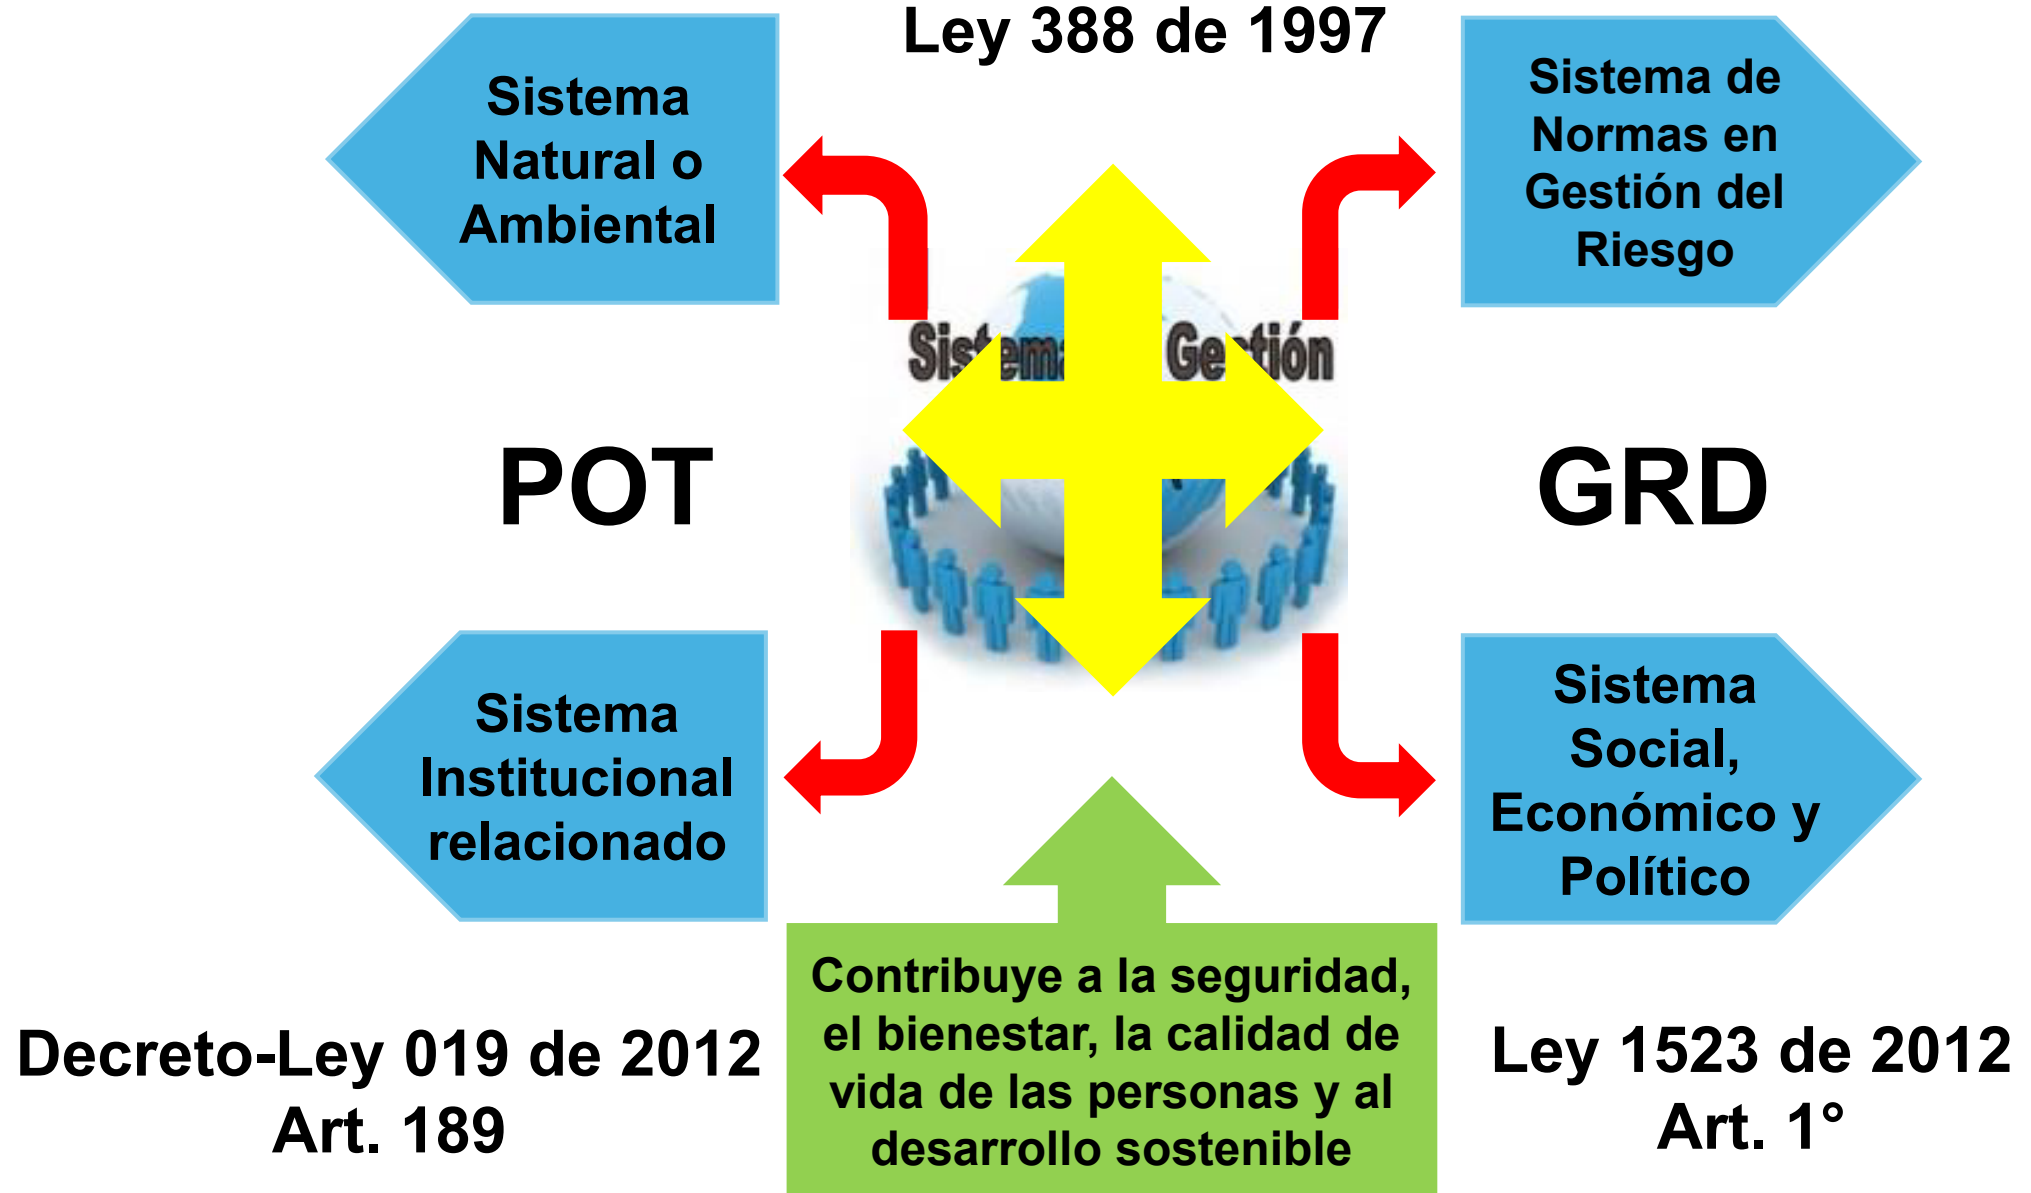 Ley 388 de 1997
Sistema
Natural o
Ambiental
Sistema de
Normas en
Gestión del
Riesgo
Sistema
Gestión
POT
GRD
Sistema
Institucional
relacionado
Sistema
Social,
Económico y
Político
Contribuye a la seguridad,
el bienestar, la calidad de
vida de las personas y al
desarrollo sostenible
Decreto-Ley 019 de 2012
Art. 189
Ley 1523 de 2012
Art. 1°